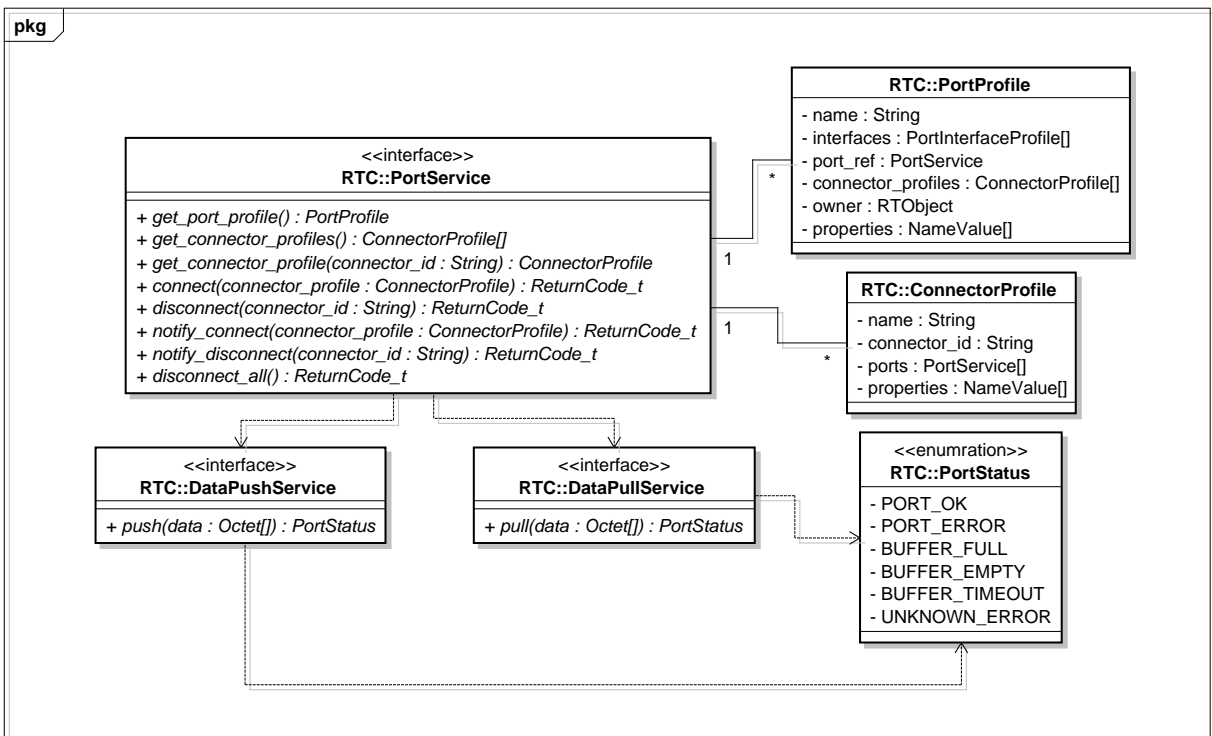 pkg
RTC::PortProfile
- name : String
- interfaces : PortInterfaceProfile[]
- port_ref : PortService
- connector_profiles : ConnectorProfile[]
- owner : RTObject
- properties : NameValue[]
<<interface>>
RTC::PortService
+ get_port_profile() : PortProfile
+ get_connector_profiles() : ConnectorProfile[]
+ get_connector_profile(connector_id : String) : ConnectorProfile
+ connect(connector_profile : ConnectorProfile) : ReturnCode_t
+ disconnect(connector_id : String) : ReturnCode_t
+ notify_connect(connector_profile : ConnectorProfile) : ReturnCode_t
+ notify_disconnect(connector_id : String) : ReturnCode_t
+ disconnect_all() : ReturnCode_t
*
1
1
*
RTC::ConnectorProfile
- name : String
- connector_id : String
- ports : PortService[]
- properties : NameValue[]
<<interface>>
RTC::DataPushService
+ push(data : Octet[]) : PortStatus
<<interface>>
RTC::DataPullService
+ pull(data : Octet[]) : PortStatus
<<enumration>>
RTC::PortStatus
- PORT_OK
- PORT_ERROR
- BUFFER_FULL
- BUFFER_EMPTY
- BUFFER_TIMEOUT
- UNKNOWN_ERROR